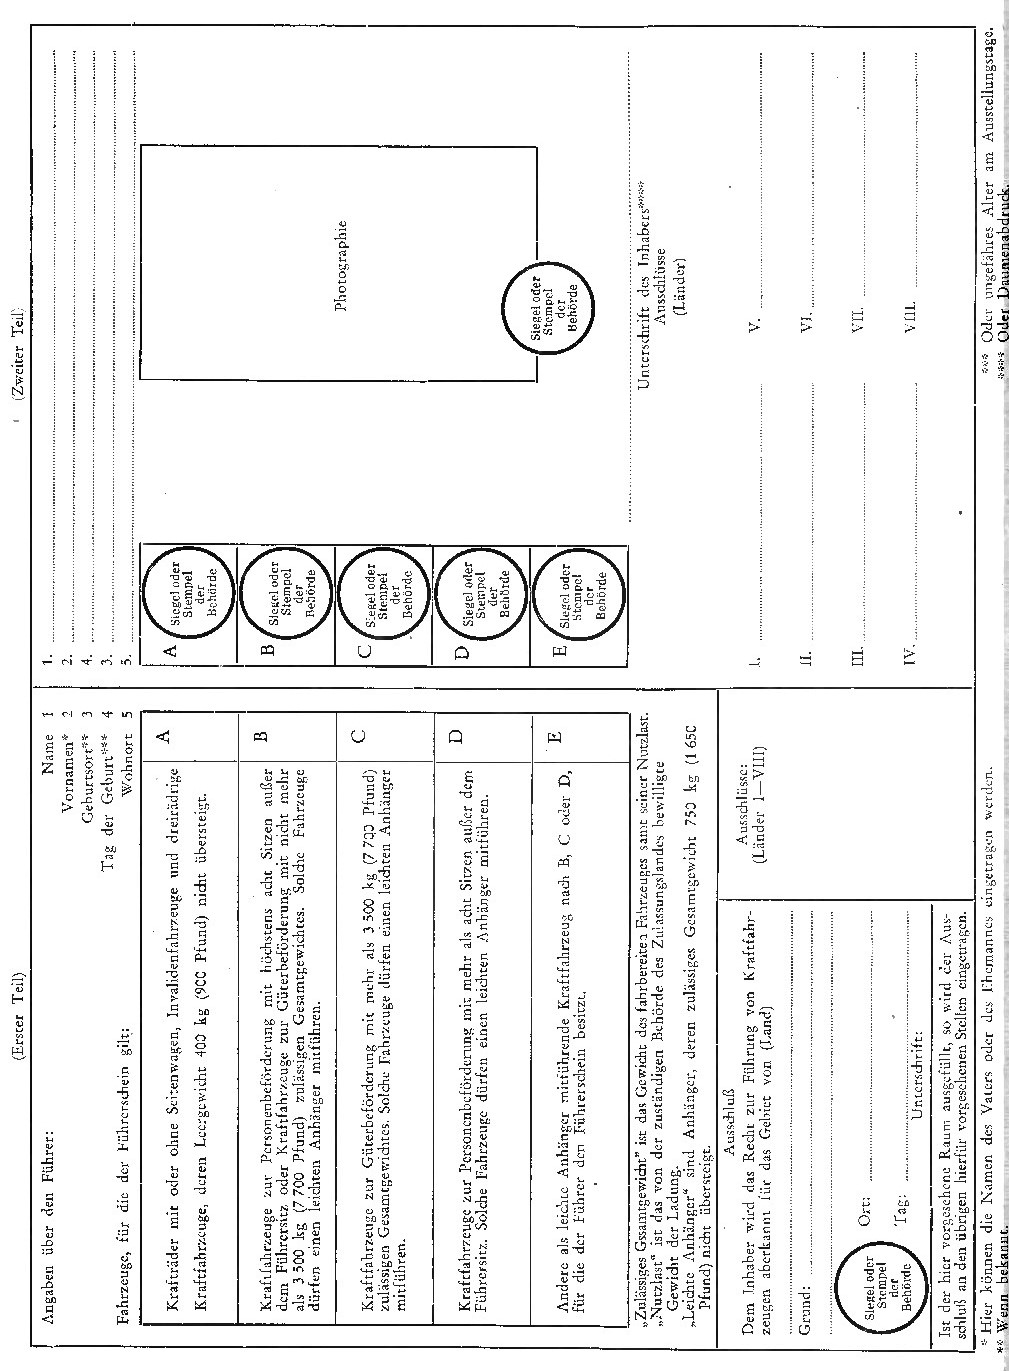 (Erster Teil)
Angaben über den Führer:
Name 1
Vornamen* 2
Geburtsort** 3
Tag der Geburt*** 4
Wohnort 5
Fahrzeuge, für die der Führerschein gilt:
Krafträder mit oder ohne Seitenwagen, Invalidenfahrzeuge und dreirädrige
Kraftfahrzeuge, deren Leergewicht 400 kg (900 Pfund) nicht übersteigt.
A
Kraftfahrzeuge zur Personenbeförderung mit höchstens acht Sitzen außer
dem Führersitz oder Kraftfahrzeuge zur Güterbeförderung mit nicht mehr
als 3 500 kg (7 700 Pfund) zulässigen Gesamtgewichtes. Solche Fahrzeuge
dürfen einen leichten Anhänger mitführen.
B
Kraftfahrzeuge zur Güterbeförderung mit mehr als 3 500 kg (7 700 Pfund)
zulässigen Gesamtgewichtes. Solche Fahrzeuge dürfen einen leichten Anhänger
mitführen.
C
Kraftfahrzeuge zur Personenbeförderung mit mehr als acht Sitzen außer dem
Führersitz. Solche Fahrzeuge dürfen einen leichten Anhänger mitführen.
D
Andere als leichte Anhänger mitführende Kraftfahrzeug nach B, C oder D,
für die der Führer den Führerschein besitzt.
E
„Zulässiges Gesamtgewicht" ist das Gewicht des fahrbereiten Fahrzeuges samt seiner Nutzlast.
„Nutzlast" ist das von der zuständigen Behörde des Zulassungslandes bewilligte
Gewicht der Ladung.
„Leichte Anhänger" sind Anhänger, deren zulässiges Gesamtgewicht 750 kg (1 650
Pfund) nicht übersteigt.
Ausschluß
Dem Inhaber wird das Recht zur Führung von Kraftfahr-
zeugen aberkannt für das Gebiet von (Land)
Grund:
Siegel oder
Stempel
der
Behörde
Ort:
Tag:
Unterschrift:
Ist der hier vorgesehene Raum ausgefüllt, so wird der Aus-
schluß an den übrigen hierfür vorgesehenen Stellen eingetragen.
Ausschlüsse:
(Länder I—VIII)
* Hier können die Namen des Vaters oder des Ehemannes eingetragen werden.
** Wenn bekannt.
(Zweiter Teil)
1.
2.
4.
3.
5.
A
Siegel oder
Stempel
der
Behörde
B
Siegel oder
Stempel
der
Behörde
C
Siegel oder
Stempel
der
Behörde
D
Siegel oder
Stempel
der
Behörde
E
Siegel oder
Stempel
der
Behörde
Photographie
Siegel oder
Stempel
der
Behörde
Unterschrift des Inhabers****
Ausschlüsse
(Länder)
I.
V.
II.
VI.
III.
VII.
IV.
VIII.
*** Oder ungefähres Alter am Ausstellungstage.
**** Oder Daumenabdruck.